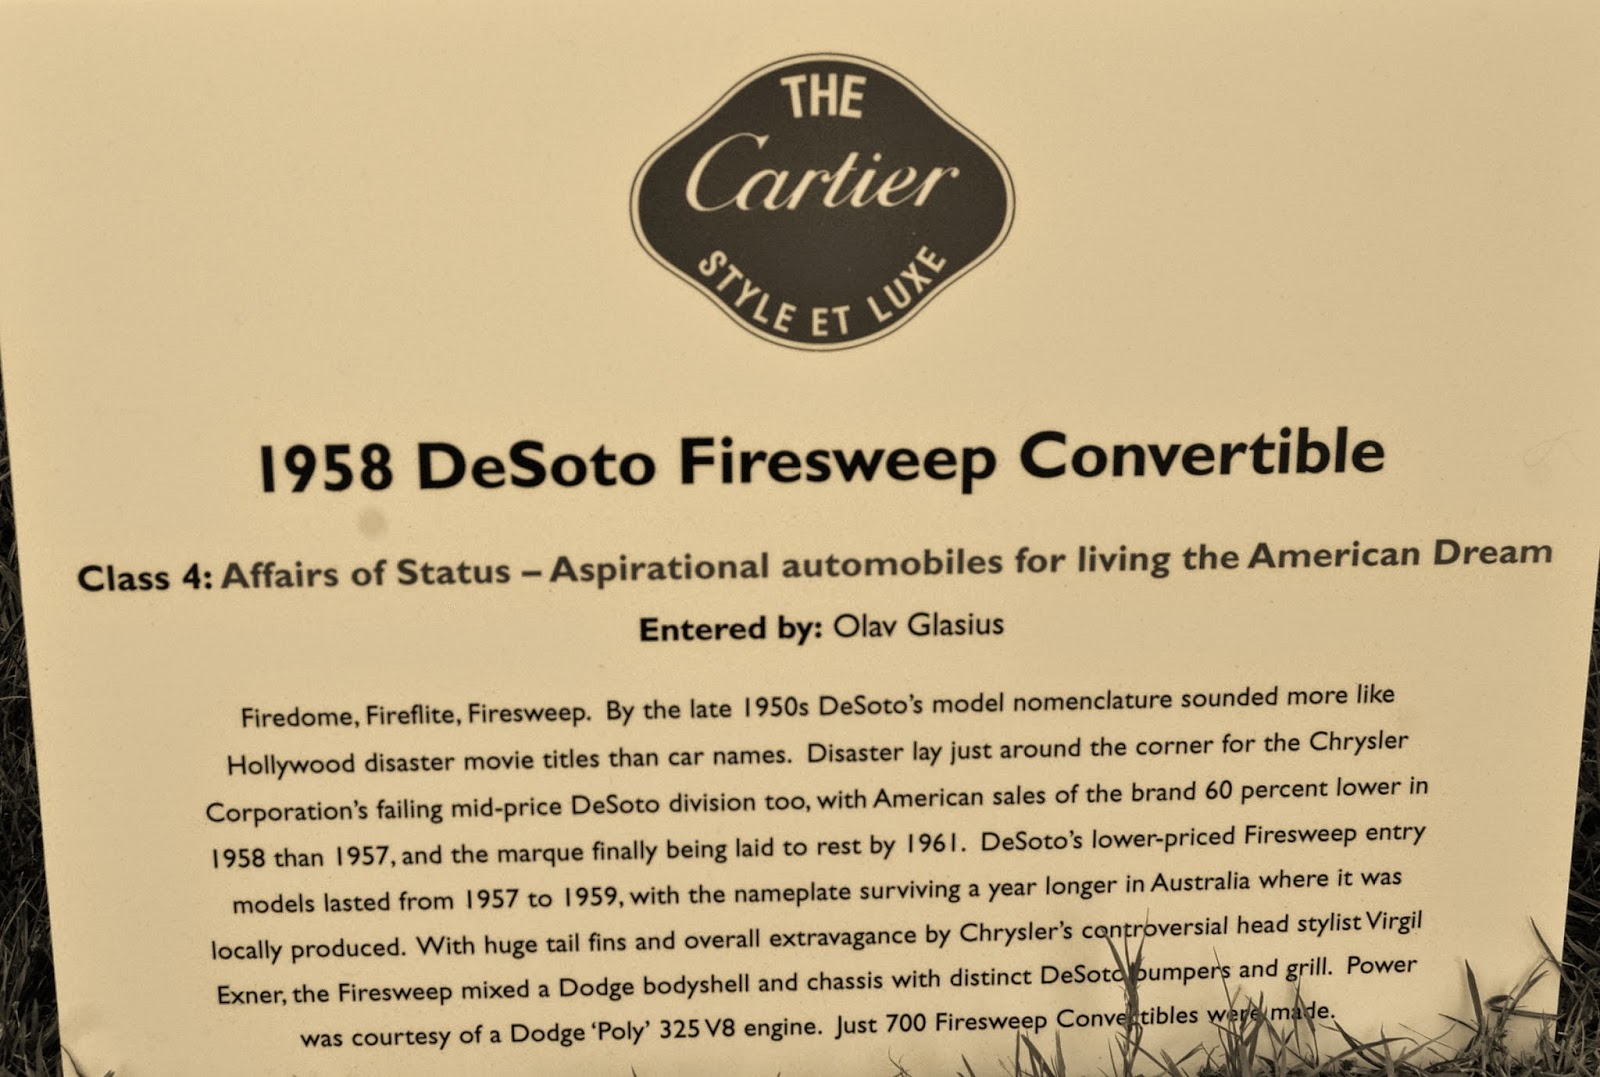 THE
Cartier
STYLE ET LUXE
1958 DeSoto Firesweep Convertible
Class 4: Affairs of Status – Aspirational automobiles for living the American Dream
Entered by: Olav Glasius
Firedome, Fireflite, Firesweep. By the late 1950s DeSoto's model nomenclature sounded more like
Hollywood disaster movie titles than car names. Disaster lay just around the corner for the Chrysler
Corporation's failing mid-price DeSoto division too, with American sales of the brand 60 percent lower in
1958 than 1957, and the marque finally being laid to rest by 1961. DeSoto's lower-priced Firesweep entry
models lasted from 1957 to 1959, with the nameplate surviving a year longer in Australia where it was
locally produced. With huge tail fins and overall extravagance by Chrysler's controversial head stylist Virgil
Exner, the Firesweep mixed a Dodge bodyshell and chassis with distinct DeSoto bumpers and grill. Power
was courtesy of a Dodge 'Poly' 325 V8 engine. Just 700 Firesweep Convertibles were made.